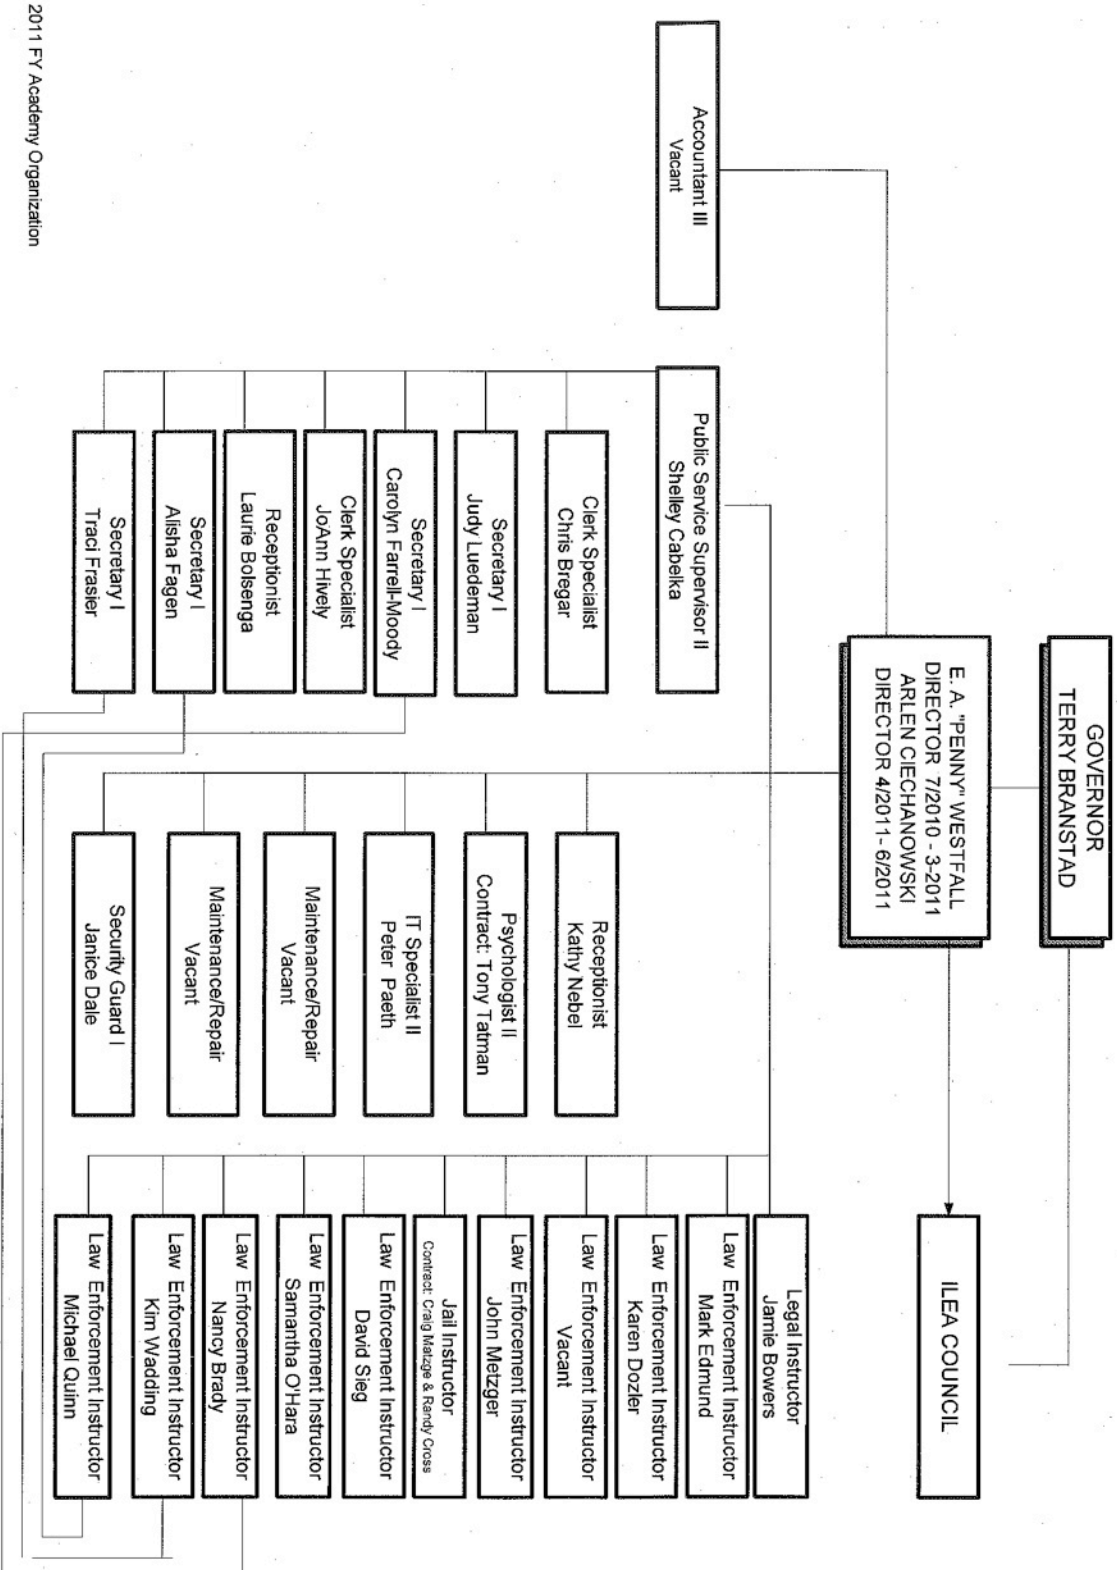 GOVERNOR
TERRY BRANSTAD
E. A. "PENNY" WESTFALL
DIRECTOR 7/2010 - 3-2011
ARLEN CIECHANOWSKI
DIRECTOR 4/2011- 6/2011
ILEA COUNCIL
Accountant III
Vacant
Public Service Supervisor II
Shelley Cabelka
Clerk Specialist
Chris Bregar
Secretary I
Judy Luedeman
Secretary I
Carolyn Farrell-Moody
Clerk Specialist
JoAnn Hively
Receptionist
Laurie Bolsenga
Secretary I
Alisha Fagen
Secretary I
Traci Frasier
Receptionist
Kathy Nebel
Psychologist II
Contract: Tony Tatman
IT Specialist II
Peter Paeth
Maintenance/Repair
Vacant
Maintenance/Repair
Vacant
Security Guard I
Janice Dale
Legal Instructor
Jamie Bowers
Law Enforcement Instructor
Mark Edmund
Law Enforcement Instructor
Karen Dozler
Law Enforcement Instructor
Vacant
Law Enforcement Instructor
John Metzger
Jail Instructor
Contract: Craig Matzge & Randy Cross
Law Enforcement Instructor
David Sieg
Law Enforcement Instructor
Samantha O'Hara
Law Enforcement Instructor
Nancy Brady
Law Enforcement Instructor
Kim Wadding
Law Enforcement Instructor
Michael Quinn
2011 FY Academy Organization